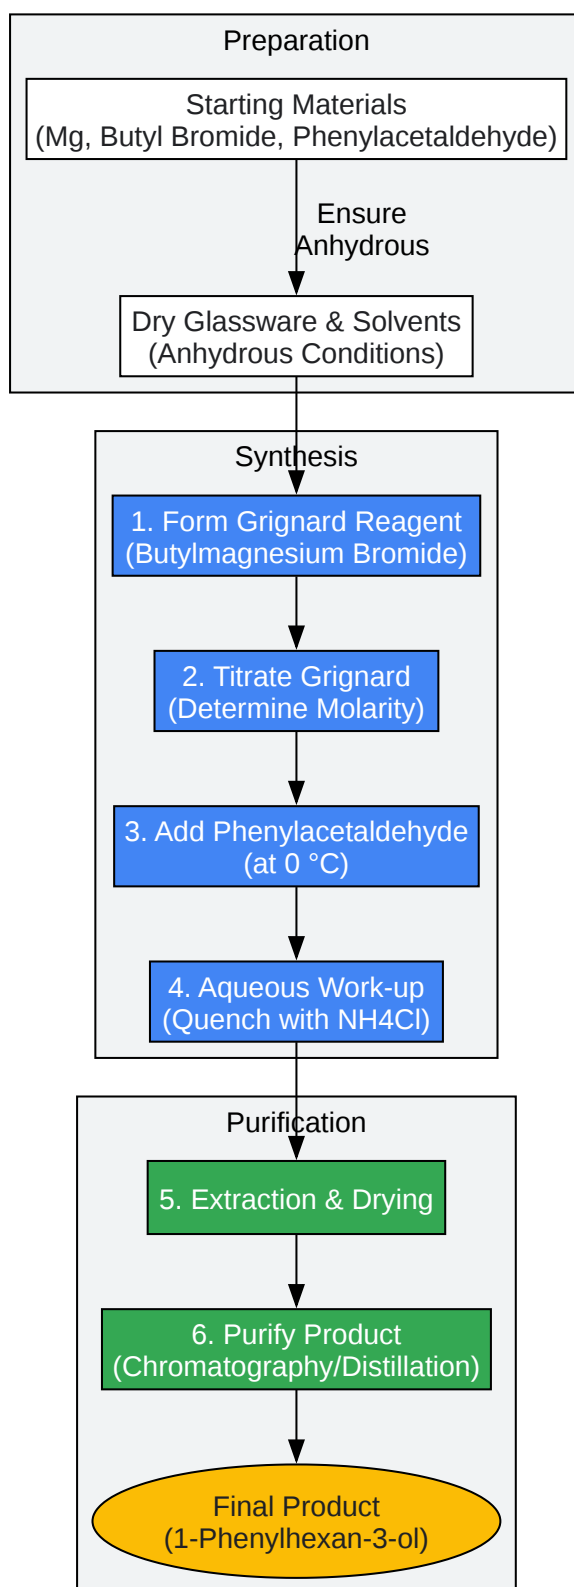 Preparation
Starting Materials
(Mg, Butyl Bromide, Phenylacetaldehyde)
Ensure
Anhydrous
Dry Glassware & Solvents
(Anhydrous Conditions)
Synthesis
1. Form Grignard Reagent
(Butylmagnesium Bromide)
2. Titrate Grignard
(Determine Molarity)
3. Add Phenylacetaldehyde
(at 0 °C)
4. Aqueous Work-up
(Quench with NH4Cl)
Purification
5. Extraction & Drying
6. Purify Product
(Chromatography/Distillation)
Final Product
(1-Phenylhexan-3-ol)